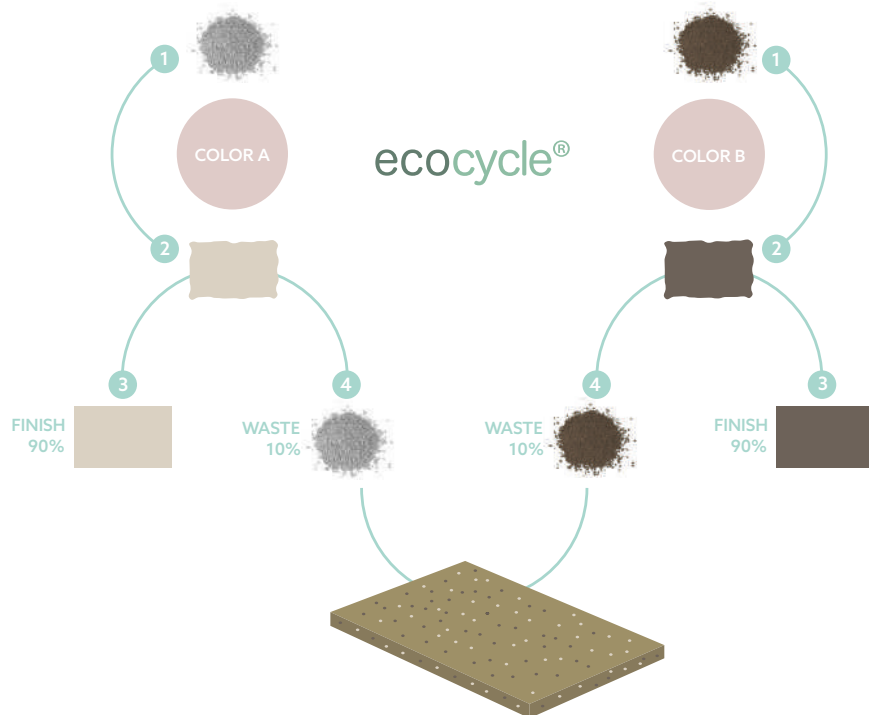 1
1
COLOR A
ecocycle®
COLOR B
2
2
3
4
4
3
FINISH
90%
WASTE
10%
WASTE
10%
FINISH
90%